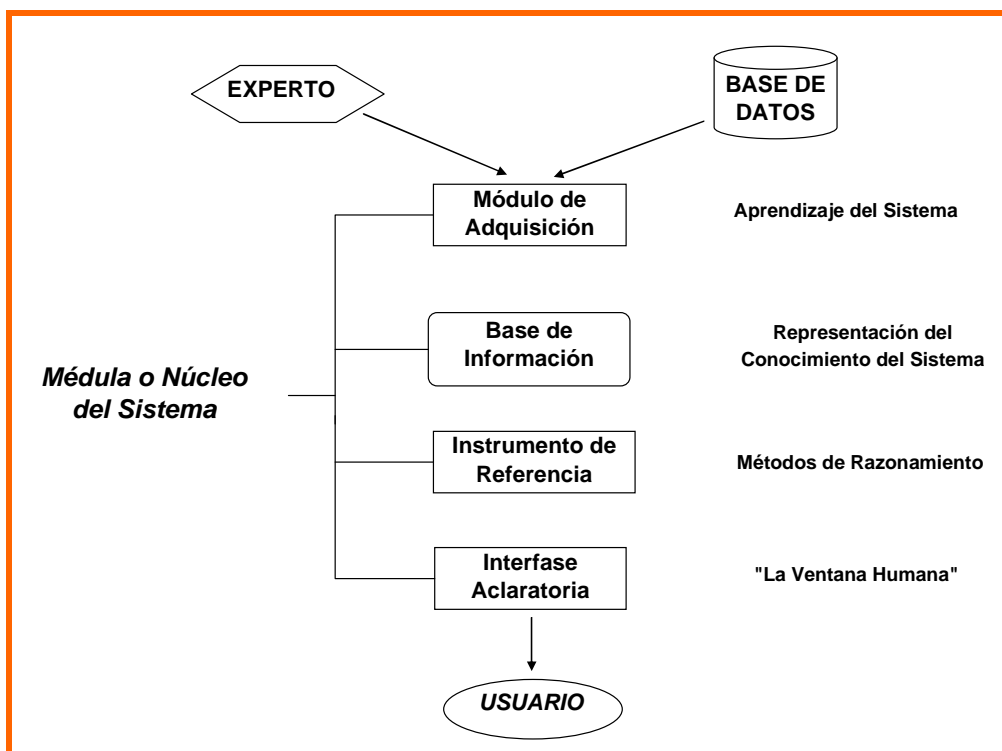 EXPERTO
BASE DE
DATOS
Módulo de
Adquisición
Aprendizaje del Sistema
Base de
Información
Representación del
Conocimiento del Sistema
Médula o Núcleo
del Sistema
Instrumento de
Referencia
Métodos de Razonamiento
Interfase
Aclaratoria
"La Ventana Humana"
USUARIO